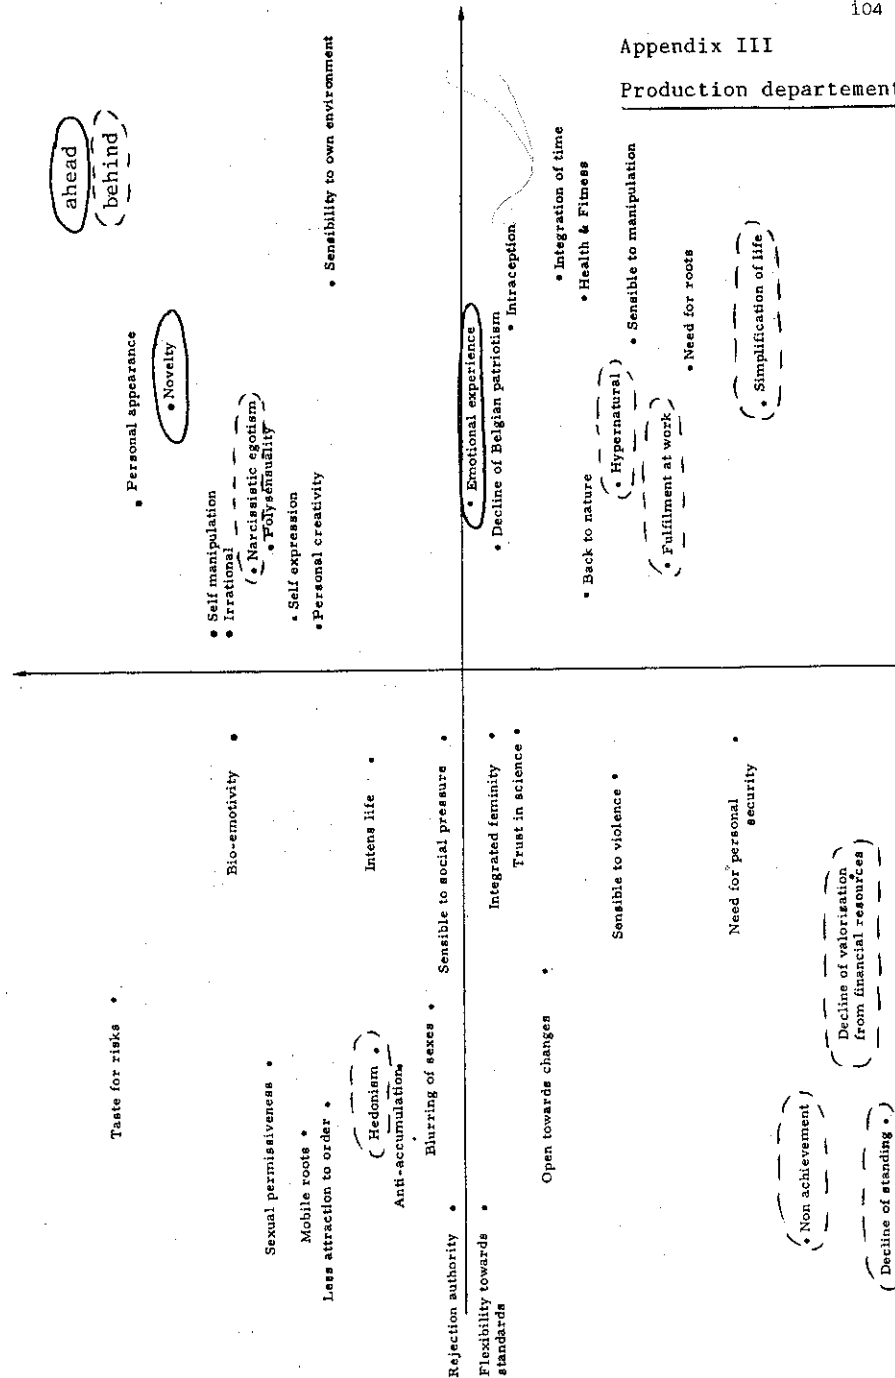 104
Appendix III
Production departement
ahead
behind
• Sensibility to own environment
• Personal appearance
• Novelty
• Self manipulation
• Irrational
• Narcissistic egotism
• Polysensuality
• Self expression
• Personal creativity
• Integration of time
• Health & Fitness
• Sensible to manipulation
• Intraception
• Emotional experience
• Decline of Belgian patriotism
• Need for roots
• Simplification of life
• Hypernatural
• Back to nature
• Fulfilment at work
Bio-emotivity •
Intens life •
Sensible to social pressure •
Integrated feminity •
Trust in science •
Sensible to violence •
Need for personal •
security
Taste for risks •
Sexual permissiveness •
Mobile roots •
Less attraction to order •
Hedonism •
Anti-accumulation •
Blurring of sexes •
Open towards changes •
Decline of valorization
from financial resources
Rejection authority •
Flexibility towards •
standards
• Non achievement
Decline of standing •